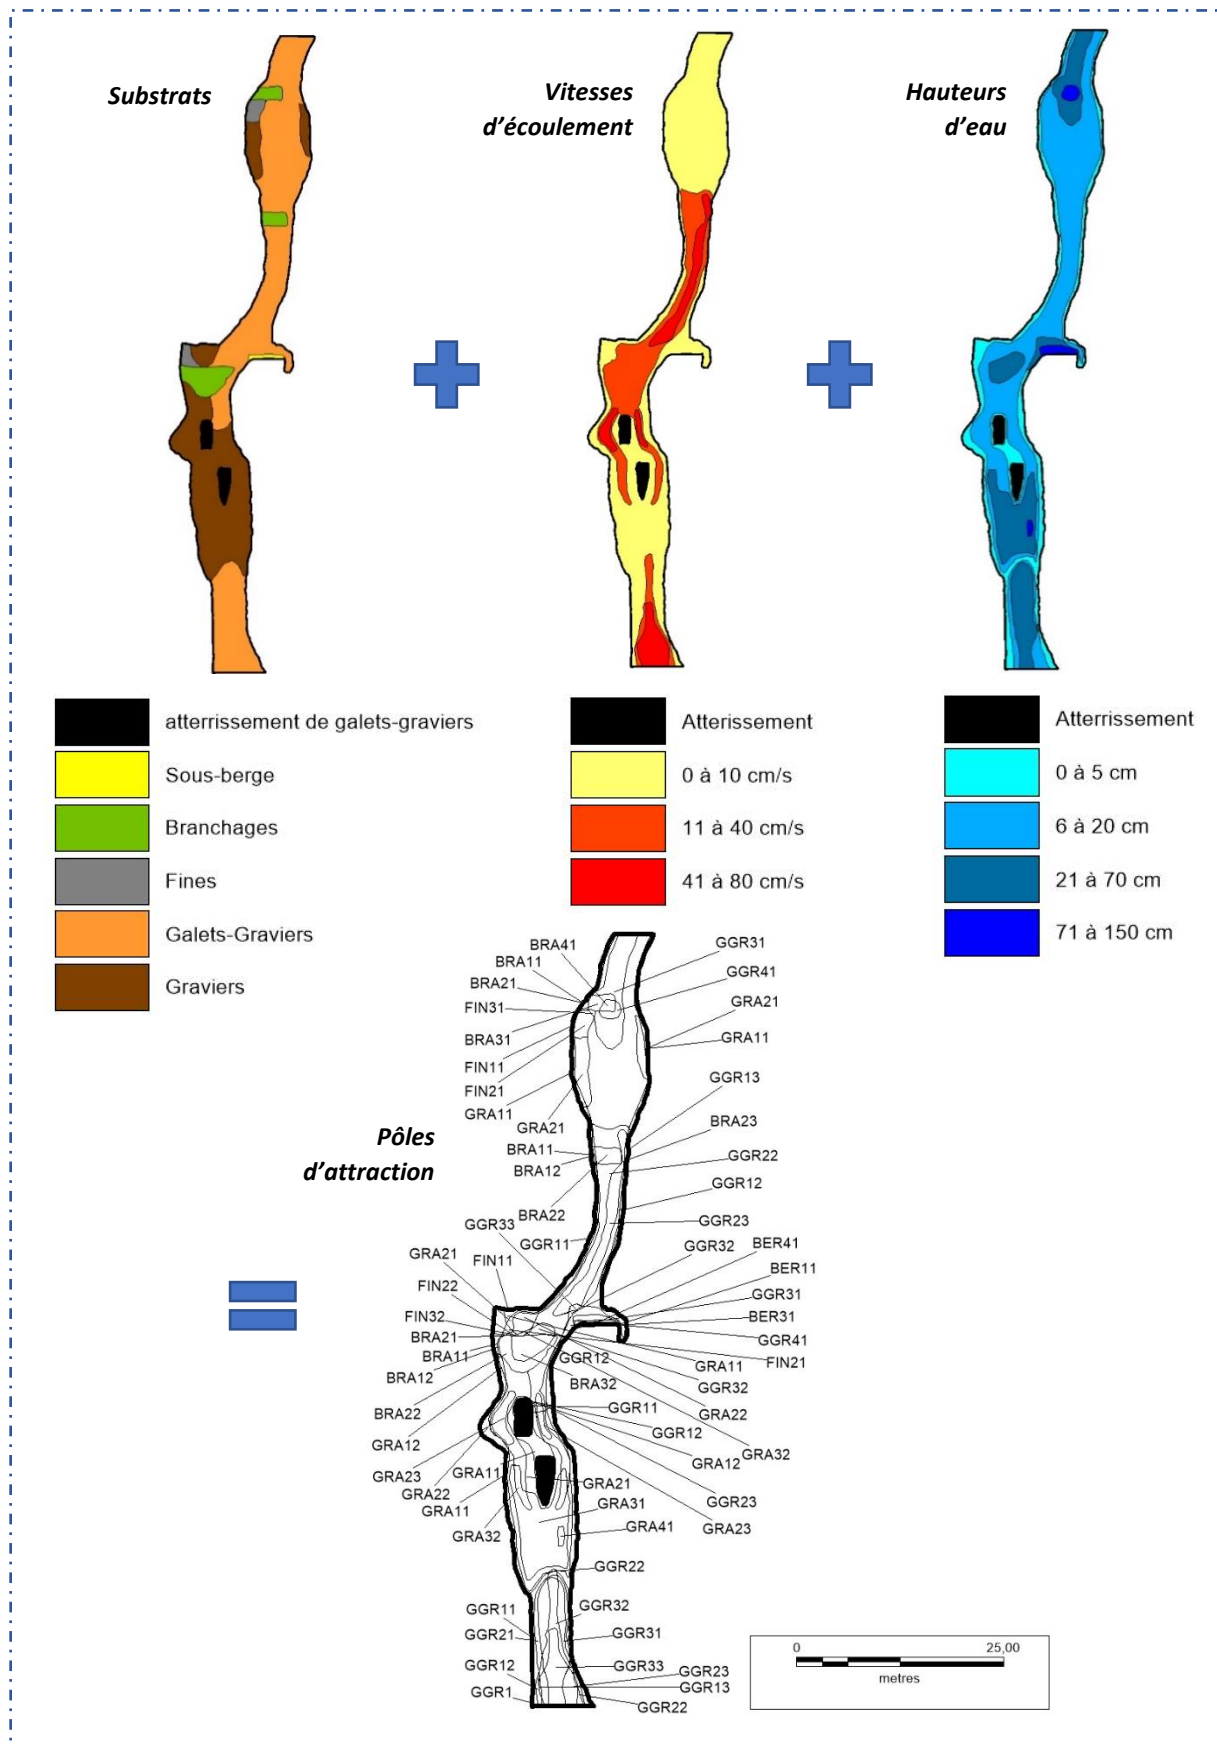 Substrats
Vitesses
d'écoulement
Hauteurs
d'eau
atterrissement de galets-graviers
Sous-berge
Branchages
Fines
Galets-Graviers
Graviers
Atterissement
0 à 10 cm/s
11 à 40 cm/s
41 à 80 cm/s
Atterrissement
0 à 5 cm
6 à 20 cm
21 à 70 cm
71 à 150 cm
Pôles
d'attraction
BRA41
BRA11
BRA21
FIN31
BRA31
FIN11
FIN21
GRA11
GRA21
BRA11
BRA12
BRA22
GGR33
GGR11
GRA21
FIN11
FIN22
FIN32
BRA21
BRA11
BRA12
BRA22
GRA12
GRA23
GRA22
GRA11
GRA11
GRA32
GGR31
GGR41
GRA21
GRA11
GGR13
BRA23
GGR22
GGR12
GGR23
GGR32
BER41
BER11
GGR31
BER31
GGR41
FIN21
GRA11
GGR32
GRA22
GRA32
GGR12
BRA32
GGR11
GGR12
GRA12
GGR23
GRA23
GRA21
GRA31
GRA41
GGR22
GGR11
GGR21
GGR12
GGR1
GGR32
GGR31
GGR33
GGR23
GGR13
GGR22
0 25,00
metres